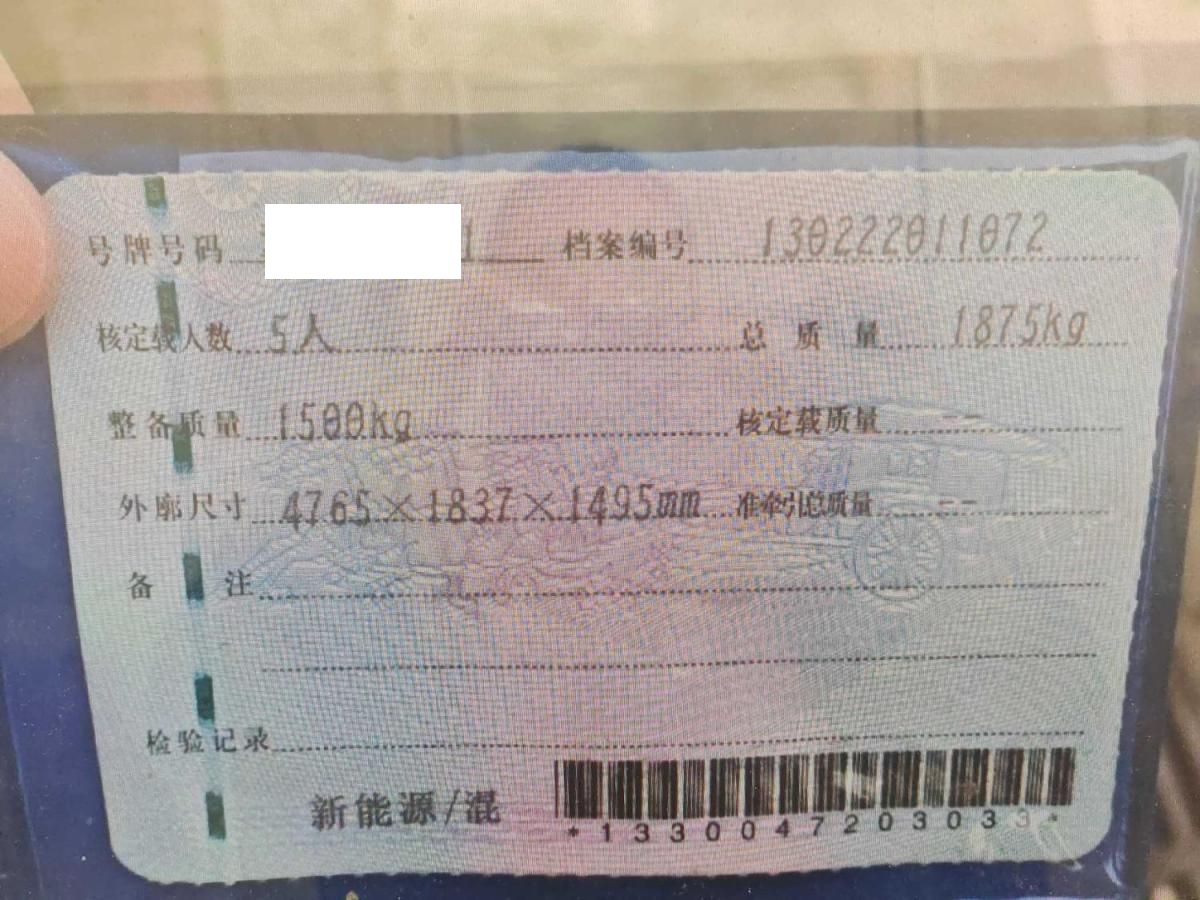 号牌号码 1 档案编号 130222011072
核定载人数 5人 总质量 1875kg
整备质量 1500kg 核定载质量 --
外廓尺寸 4765×1837×1495mm 准牵引总质量 --
备注
检验记录
新能源/混
*1330047203033*